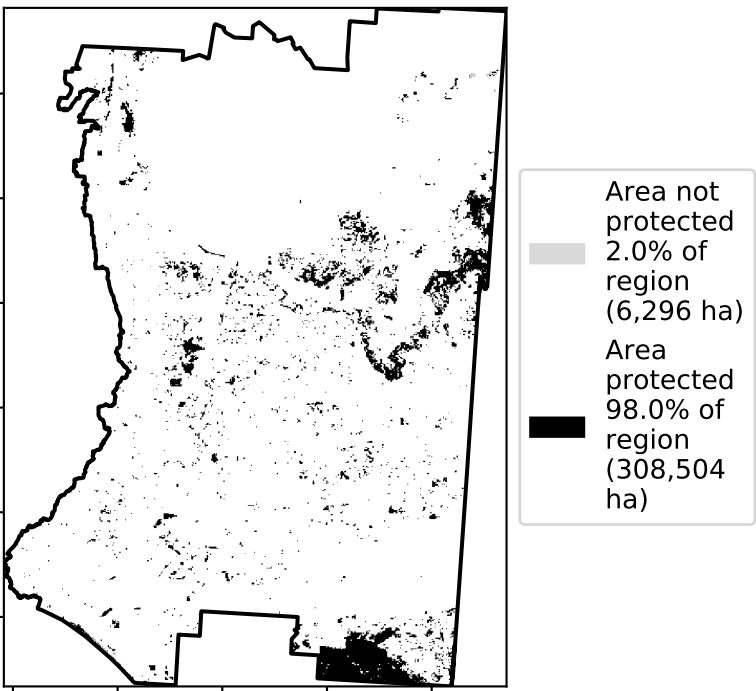 Area not
protected
2.0% of
region
(6,296 ha)
Area
protected
98.0% of
region
(308,504
ha)